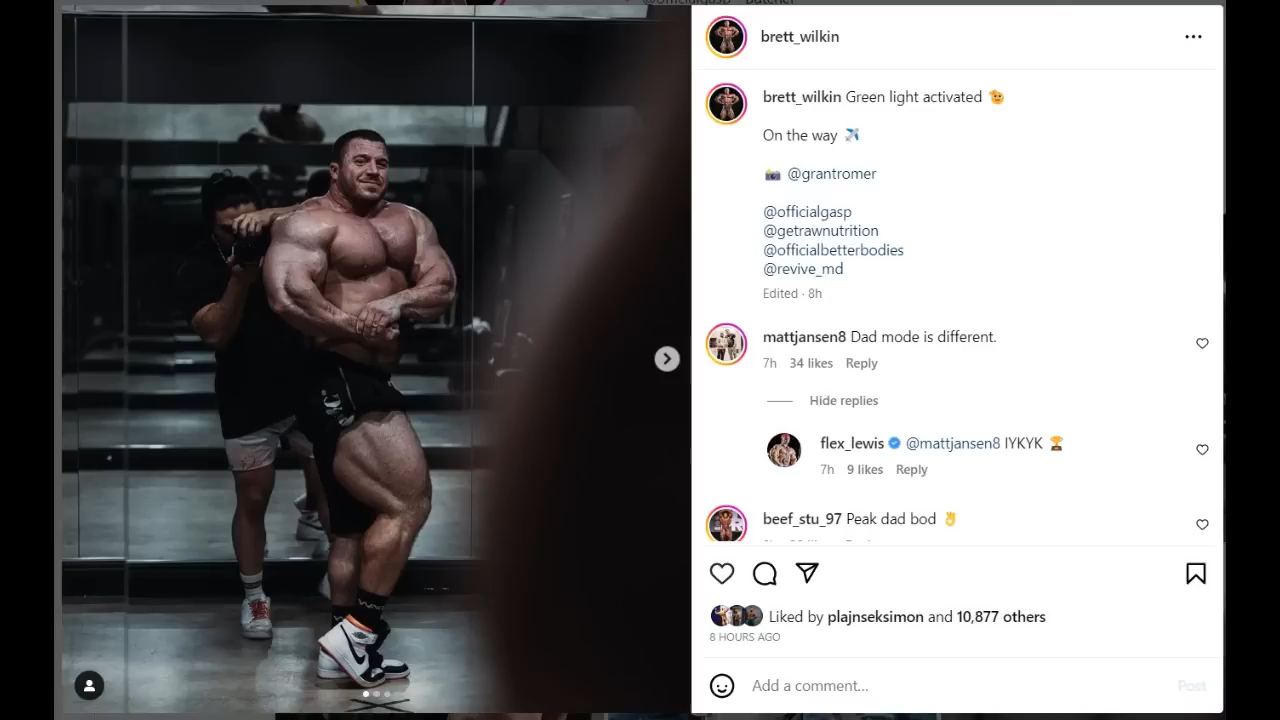 brett_wilkin
brett_wilkin Green light activated 🫡
On the way ✈️
📸 @grantromer
@officialgasp
@getrawnutrition
@officialbetterbodies
@revive_md
Edited · 8h
mattjansen8 Dad mode is different.
7h 34 likes Reply
Hide replies
flex_lewis @mattjansen8 IYKYK 🏆
7h 9 likes Reply
beef_stu_97 Peak dad bod 👌
Liked by plajnseksimon and 10,877 others
8 HOURS AGO
Add a comment...
Post